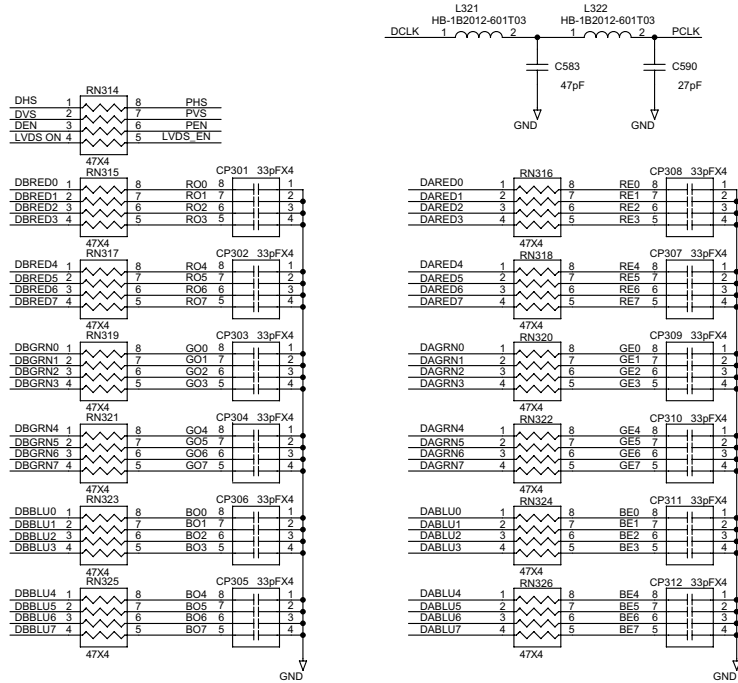 L321 L322
HB-1B2012-601T03 HB-1B2012-601T03
DCLK 1 2 1 2 PCLK
C583 C590
47pF 27pF
GND GND
RN314
DHS 1 8 PHS
DVS 2 7 PVS
DEN 3 6 PEN
LVDS ON 4 5 LVDS_EN
47X4
RN315 CP301 33pFX4
DBRED0 1 8 RO0 8 1
DBRED1 2 7 RO1 7 2
DBRED2 3 6 RO2 6 3
DBRED3 4 5 RO3 5 4
47X4
RN317 CP302 33pFX4
DBRED4 1 8 RO4 8 1
DBRED5 2 7 RO5 7 2
DBRED6 3 6 RO6 6 3
DBRED7 4 5 RO7 5 4
47X4
RN319 CP303 33pFX4
DBGRN0 1 8 GO0 8 1
DBGRN1 2 7 GO1 7 2
DBGRN2 3 6 GO2 6 3
DBGRN3 4 5 GO3 5 4
47X4
RN321 CP304 33pFX4
DBGRN4 1 8 GO4 8 1
DBGRN5 2 7 GO5 7 2
DBGRN6 3 6 GO6 6 3
DBGRN7 4 5 GO7 5 4
47X4
RN323 CP306 33pFX4
DBBLU0 1 8 BO0 8 1
DBBLU1 2 7 BO1 7 2
DBBLU2 3 6 BO2 6 3
DBBLU3 4 5 BO3 5 4
47X4
RN325 CP305 33pFX4
DBBLU4 1 8 BO4 8 1
DBBLU5 2 7 BO5 7 2
DBBLU6 3 6 BO6 6 3
DBBLU7 4 5 BO7 5 4
47X4
GND
RN316 CP308 33pFX4
DARED0 1 8 RE0 8 1
DARED1 2 7 RE1 7 2
DARED2 3 6 RE2 6 3
DARED3 4 5 RE3 5 4
47X4
RN318 CP307 33pFX4
DARED4 1 8 RE4 8 1
DARED5 2 7 RE5 7 2
DARED6 3 6 RE6 6 3
DARED7 4 5 RE7 5 4
47X4
RN320 CP309 33pFX4
DAGRN0 1 8 GE0 8 1
DAGRN1 2 7 GE1 7 2
DAGRN2 3 6 GE2 6 3
DAGRN3 4 5 GE3 5 4
47X4
RN322 CP310 33pFX4
DAGRN4 1 8 GE4 8 1
DAGRN5 2 7 GE5 7 2
DAGRN6 3 6 GE6 6 3
DAGRN7 4 5 GE7 5 4
47X4
RN324 CP311 33pFX4
DABLU0 1 8 BE0 8 1
DABLU1 2 7 BE1 7 2
DABLU2 3 6 BE2 6 3
DABLU3 4 5 BE3 5 4
47X4
RN326 CP312 33pFX4
DABLU4 1 8 BE4 8 1
DABLU5 2 7 BE5 7 2
DABLU6 3 6 BE6 6 3
DABLU7 4 5 BE7 5 4
47X4
GND